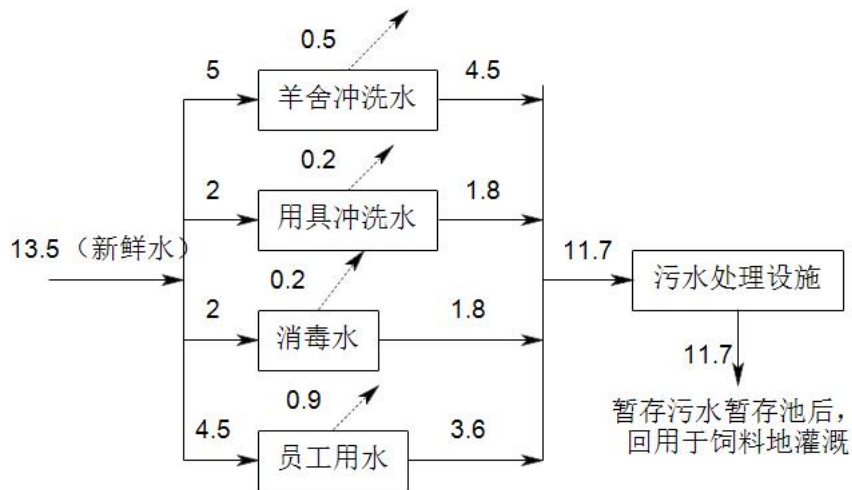 0.5
5
羊舍冲洗水
4.5
0.2
2
用具冲洗水
1.8
13.5（新鲜水）
11.7
污水处理设施
0.2
2
消毒水
1.8
11.7
0.9
4.5
员工用水
3.6
暂存污水暂存池后，
回用于饲料地灌溉